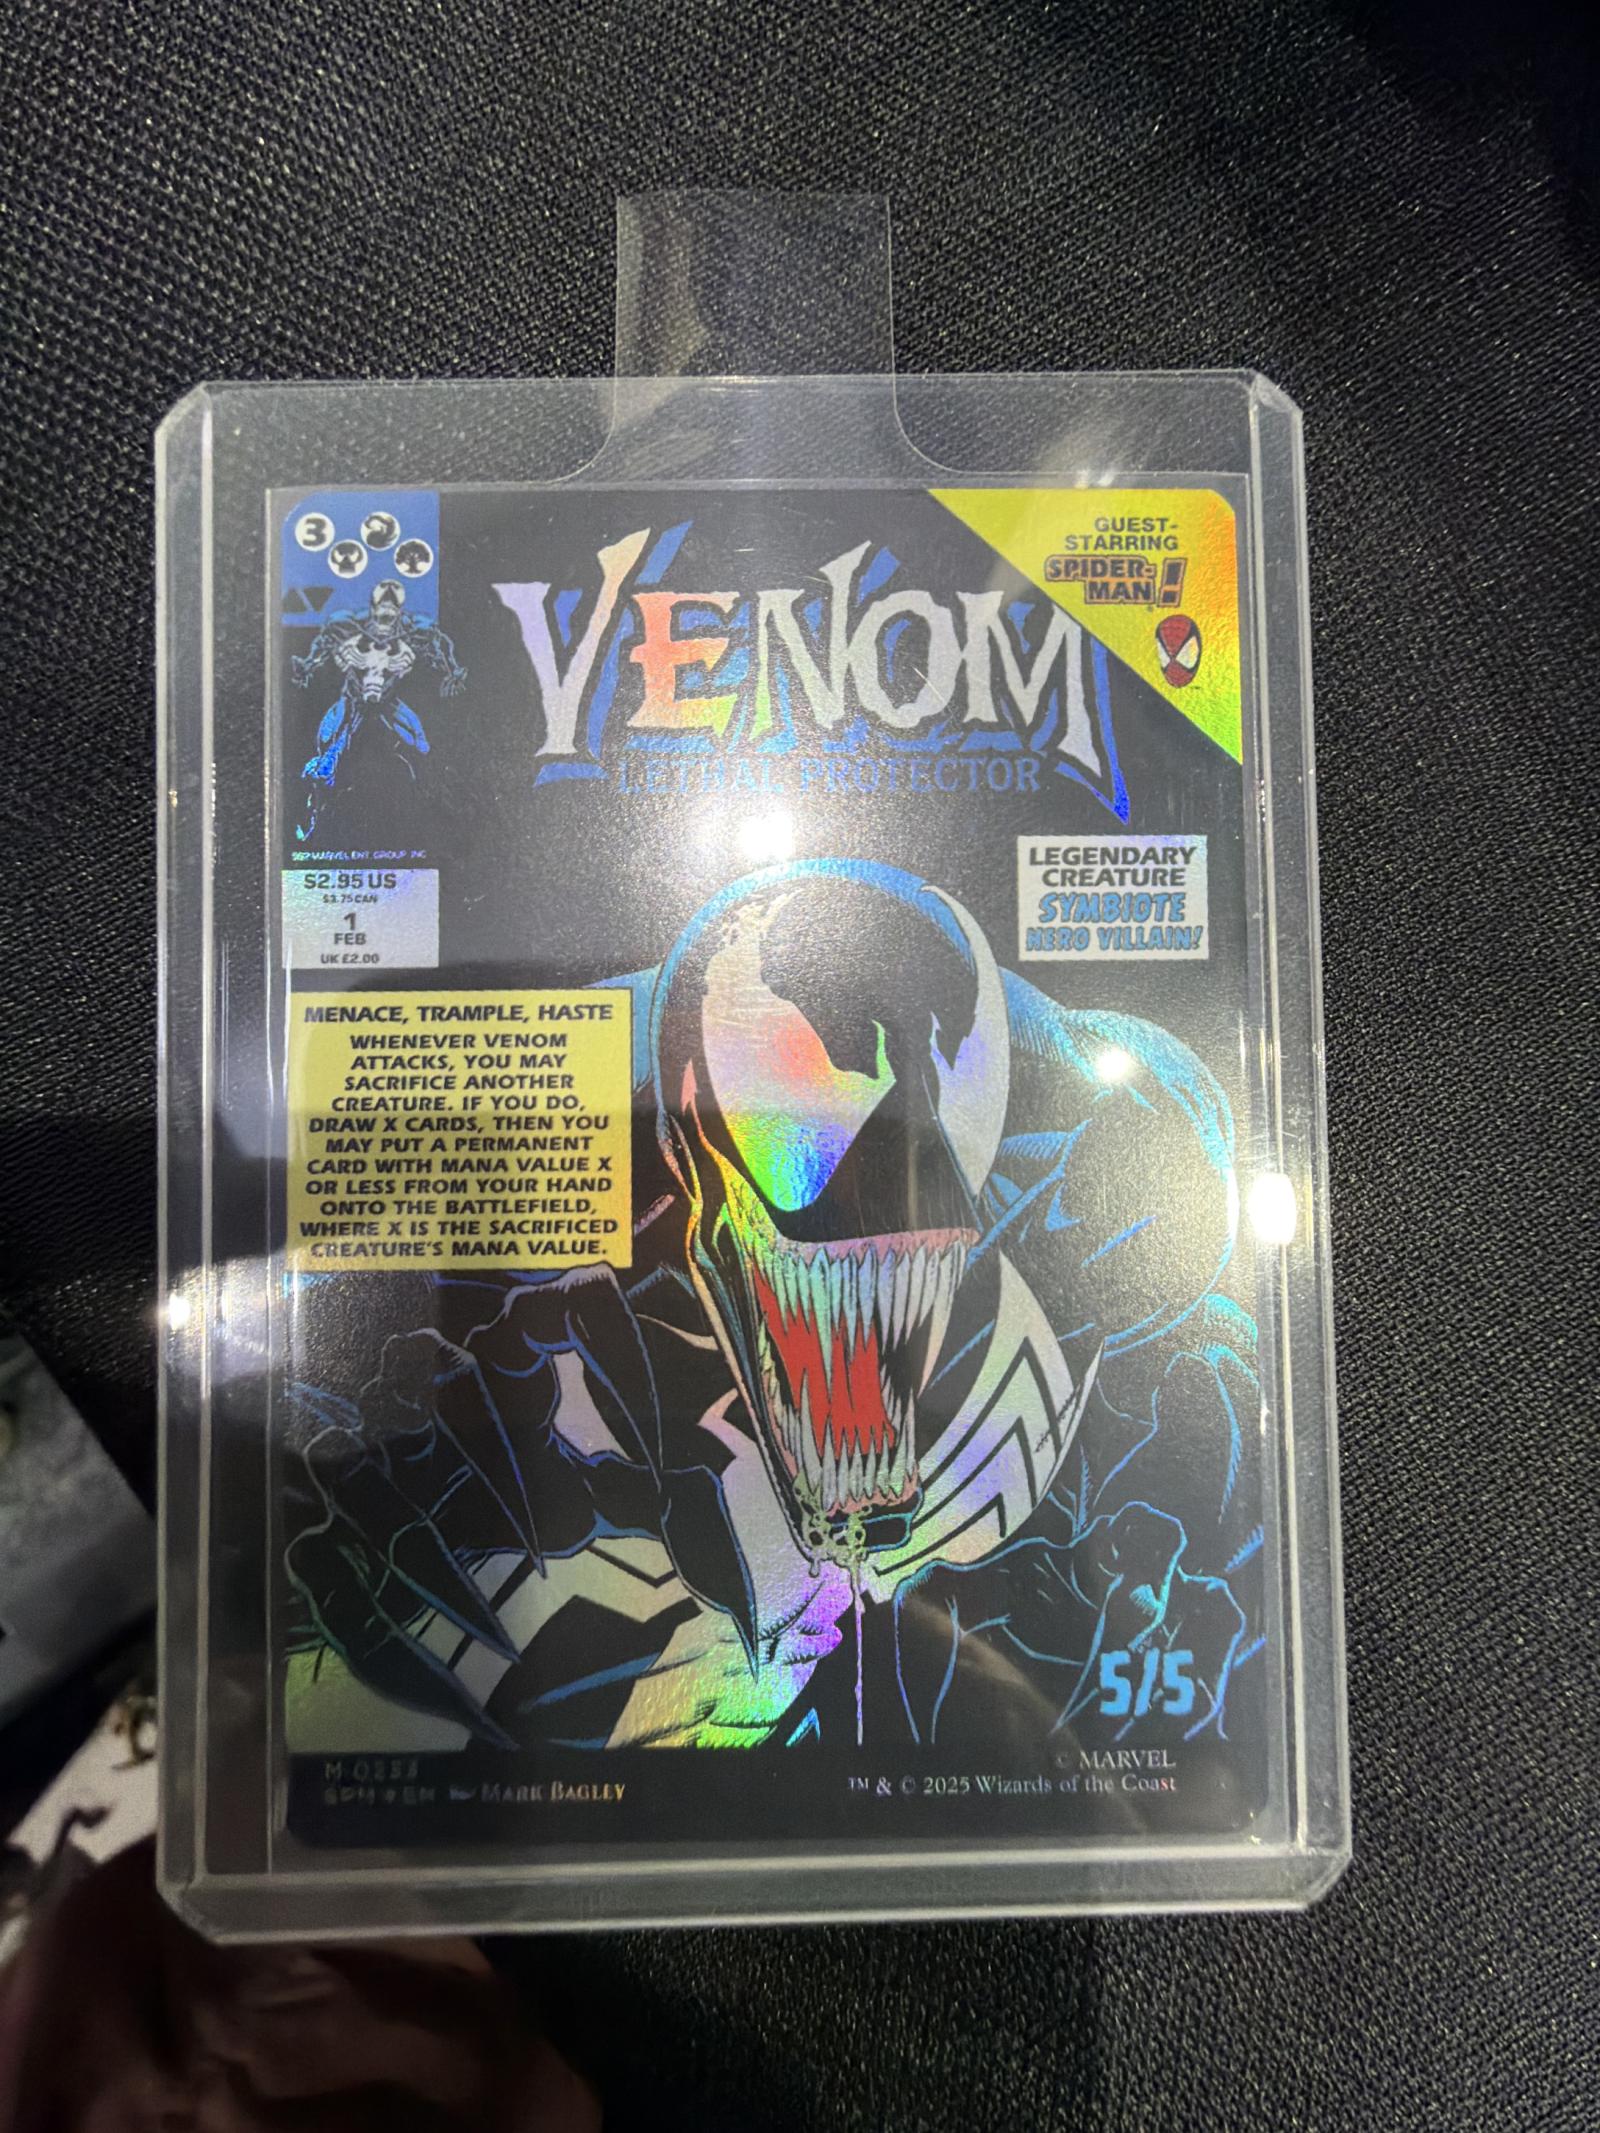 3
VENOM
LETHAL PROTECTOR
GUEST-
STARRING
SPIDER-
MAN!
$2.95 US
$3.75 CAN
1
FEB
UK £2.00
LEGENDARY
CREATURE
SYMBIOTE
HERO VILLAIN!
MENACE, TRAMPLE, HASTE
WHENEVER VENOM
ATTACKS, YOU MAY
SACRIFICE ANOTHER
CREATURE. IF YOU DO,
DRAW X CARDS, THEN YOU
MAY PUT A PERMANENT
CARD WITH MANA VALUE X
OR LESS FROM YOUR HAND
ONTO THE BATTLEFIELD,
WHERE X IS THE SACRIFICED
CREATURE'S MANA VALUE.
5/5
MARK BAGLEY
© MARVEL
™ & © 2025 Wizards of the Coast